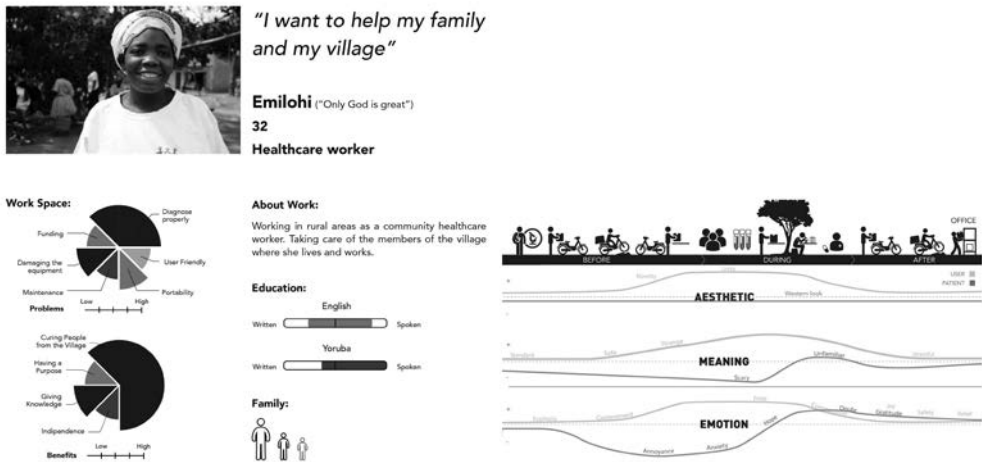 "I want to help my family
and my village"
Emilohi ("Only God is great")
32
Healthcare worker
Work Space:
Diagnose
properly
Funding
Damaging the
equipment
User Friendly
Maintenance
Portability
Low
High
Problems
Curing People
from the Village
Having a
Purpose
Giving
Knowledge
Indipendence
Low
High
Benefits
About Work:
Working in rural areas as a community healthcare
worker. Taking care of the members of the village
where she lives and works.
Education:
English
Written
Spoken
Yoruba
Written
Spoken
Family:
OFFICE
BEFORE
DURING
AFTER
USER
PATIENT
AESTHETIC
Western look
MEANING
Safe
Scary
Unfamiliar
EMOTION
Annoyance
Anxiety
Hope
Doubt
Gratitude
Safety